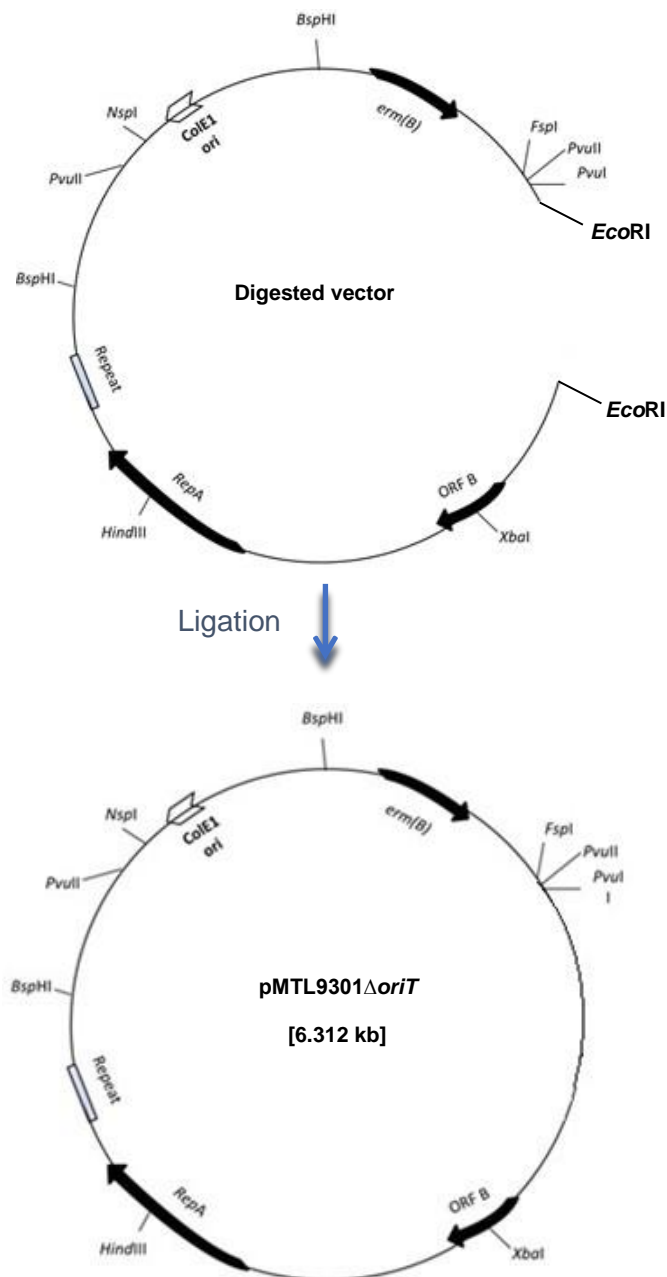 BspHI
erm(B)
ColE1
ori
NspI
PvuII
FspI
PvuII
PvuI
EcoRI
BspHI
Digested vector
Repeat
EcoRI
RepA
HindIII
ORF B
XbaI
Ligation
BspHI
erm(B)
ColE1
ori
NspI
PvuII
FspI
PvuII
PvuI
I
BspHI
pMTL9301∆oriT
[6.312 kb]
Repeat
RepA
HindIII
ORF B
XbaI